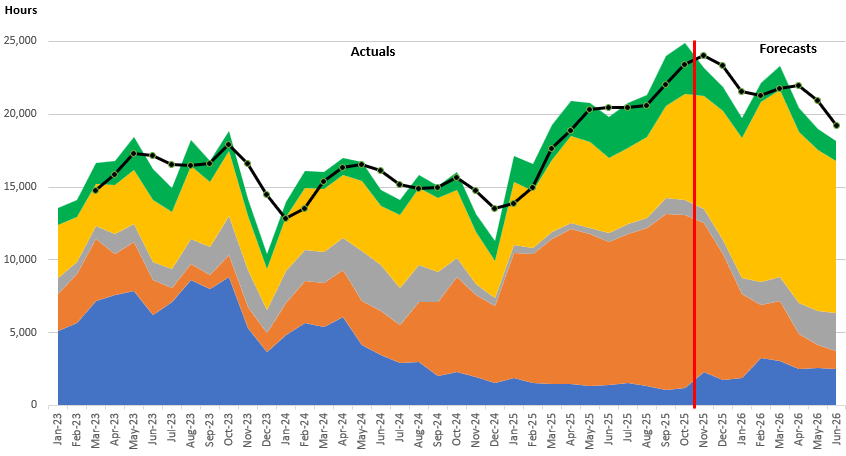 Hours
Actuals
Forecasts
25,000
20,000
15,000
10,000
5,000
0
Jan-23
Feb-23
Mar-23
Apr-23
May-23
Jun-23
Jul-23
Aug-23
Sep-23
Oct-23
Nov-23
Dec-23
Jan-24
Feb-24
Mar-24
Apr-24
May-24
Jun-24
Jul-24
Aug-24
Sep-24
Oct-24
Nov-24
Dec-24
Jan-25
Feb-25
Mar-25
Apr-25
May-25
Jun-25
Jul-25
Aug-25
Sep-25
Oct-25
Nov-25
Dec-25
Jan-26
Feb-26
Mar-26
Apr-26
May-26
Jun-26